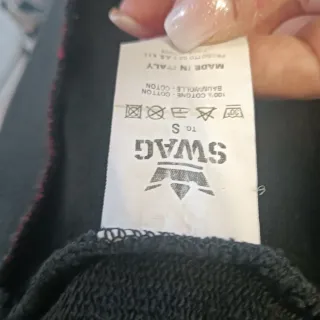 SWAG
TG S
100% COTONE - COTTON
BAUMWOLLE - COTON
MADE IN ITALY